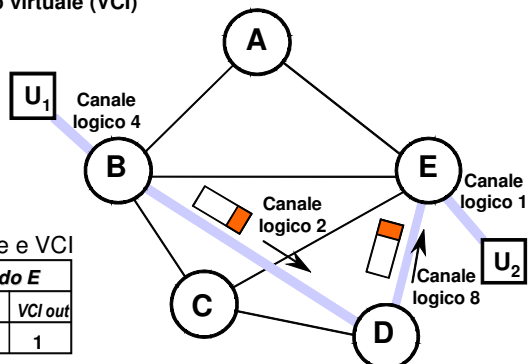 o virtuale (VCI)
A
U1
Canale
logico 4
B
E
Canale
logico 1
Canale
logico 2
U2
e e VCI
do E
VCI out
1
C
Canale
logico 8
D